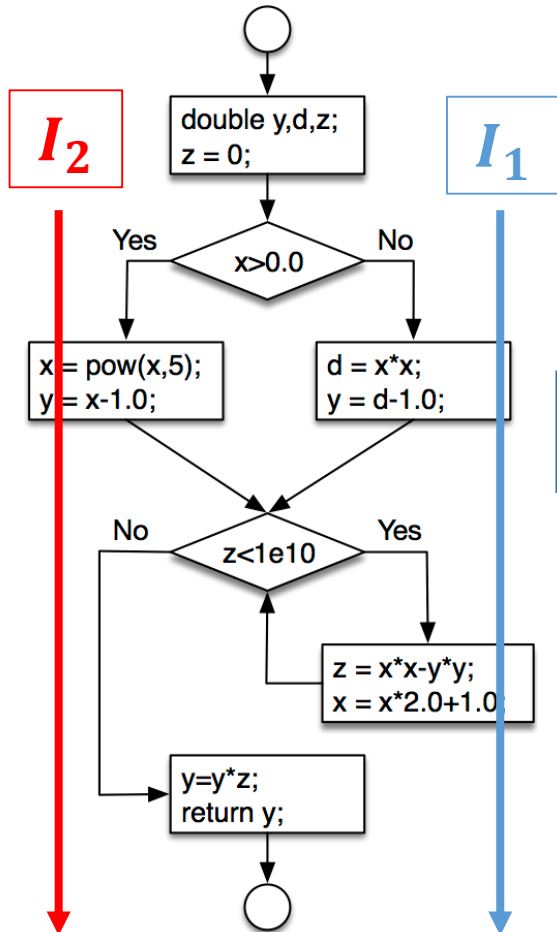 double y,d,z;
z = 0;
I₂
I₁
Yes
No
x>0.0
x = pow(x,5);
y = x-1.0;
d = x*x;
y = d-1.0;
No
Yes
z<1e10
z = x*x-y*y;
x = x*2.0+1.0;
y=y*z;
return y;